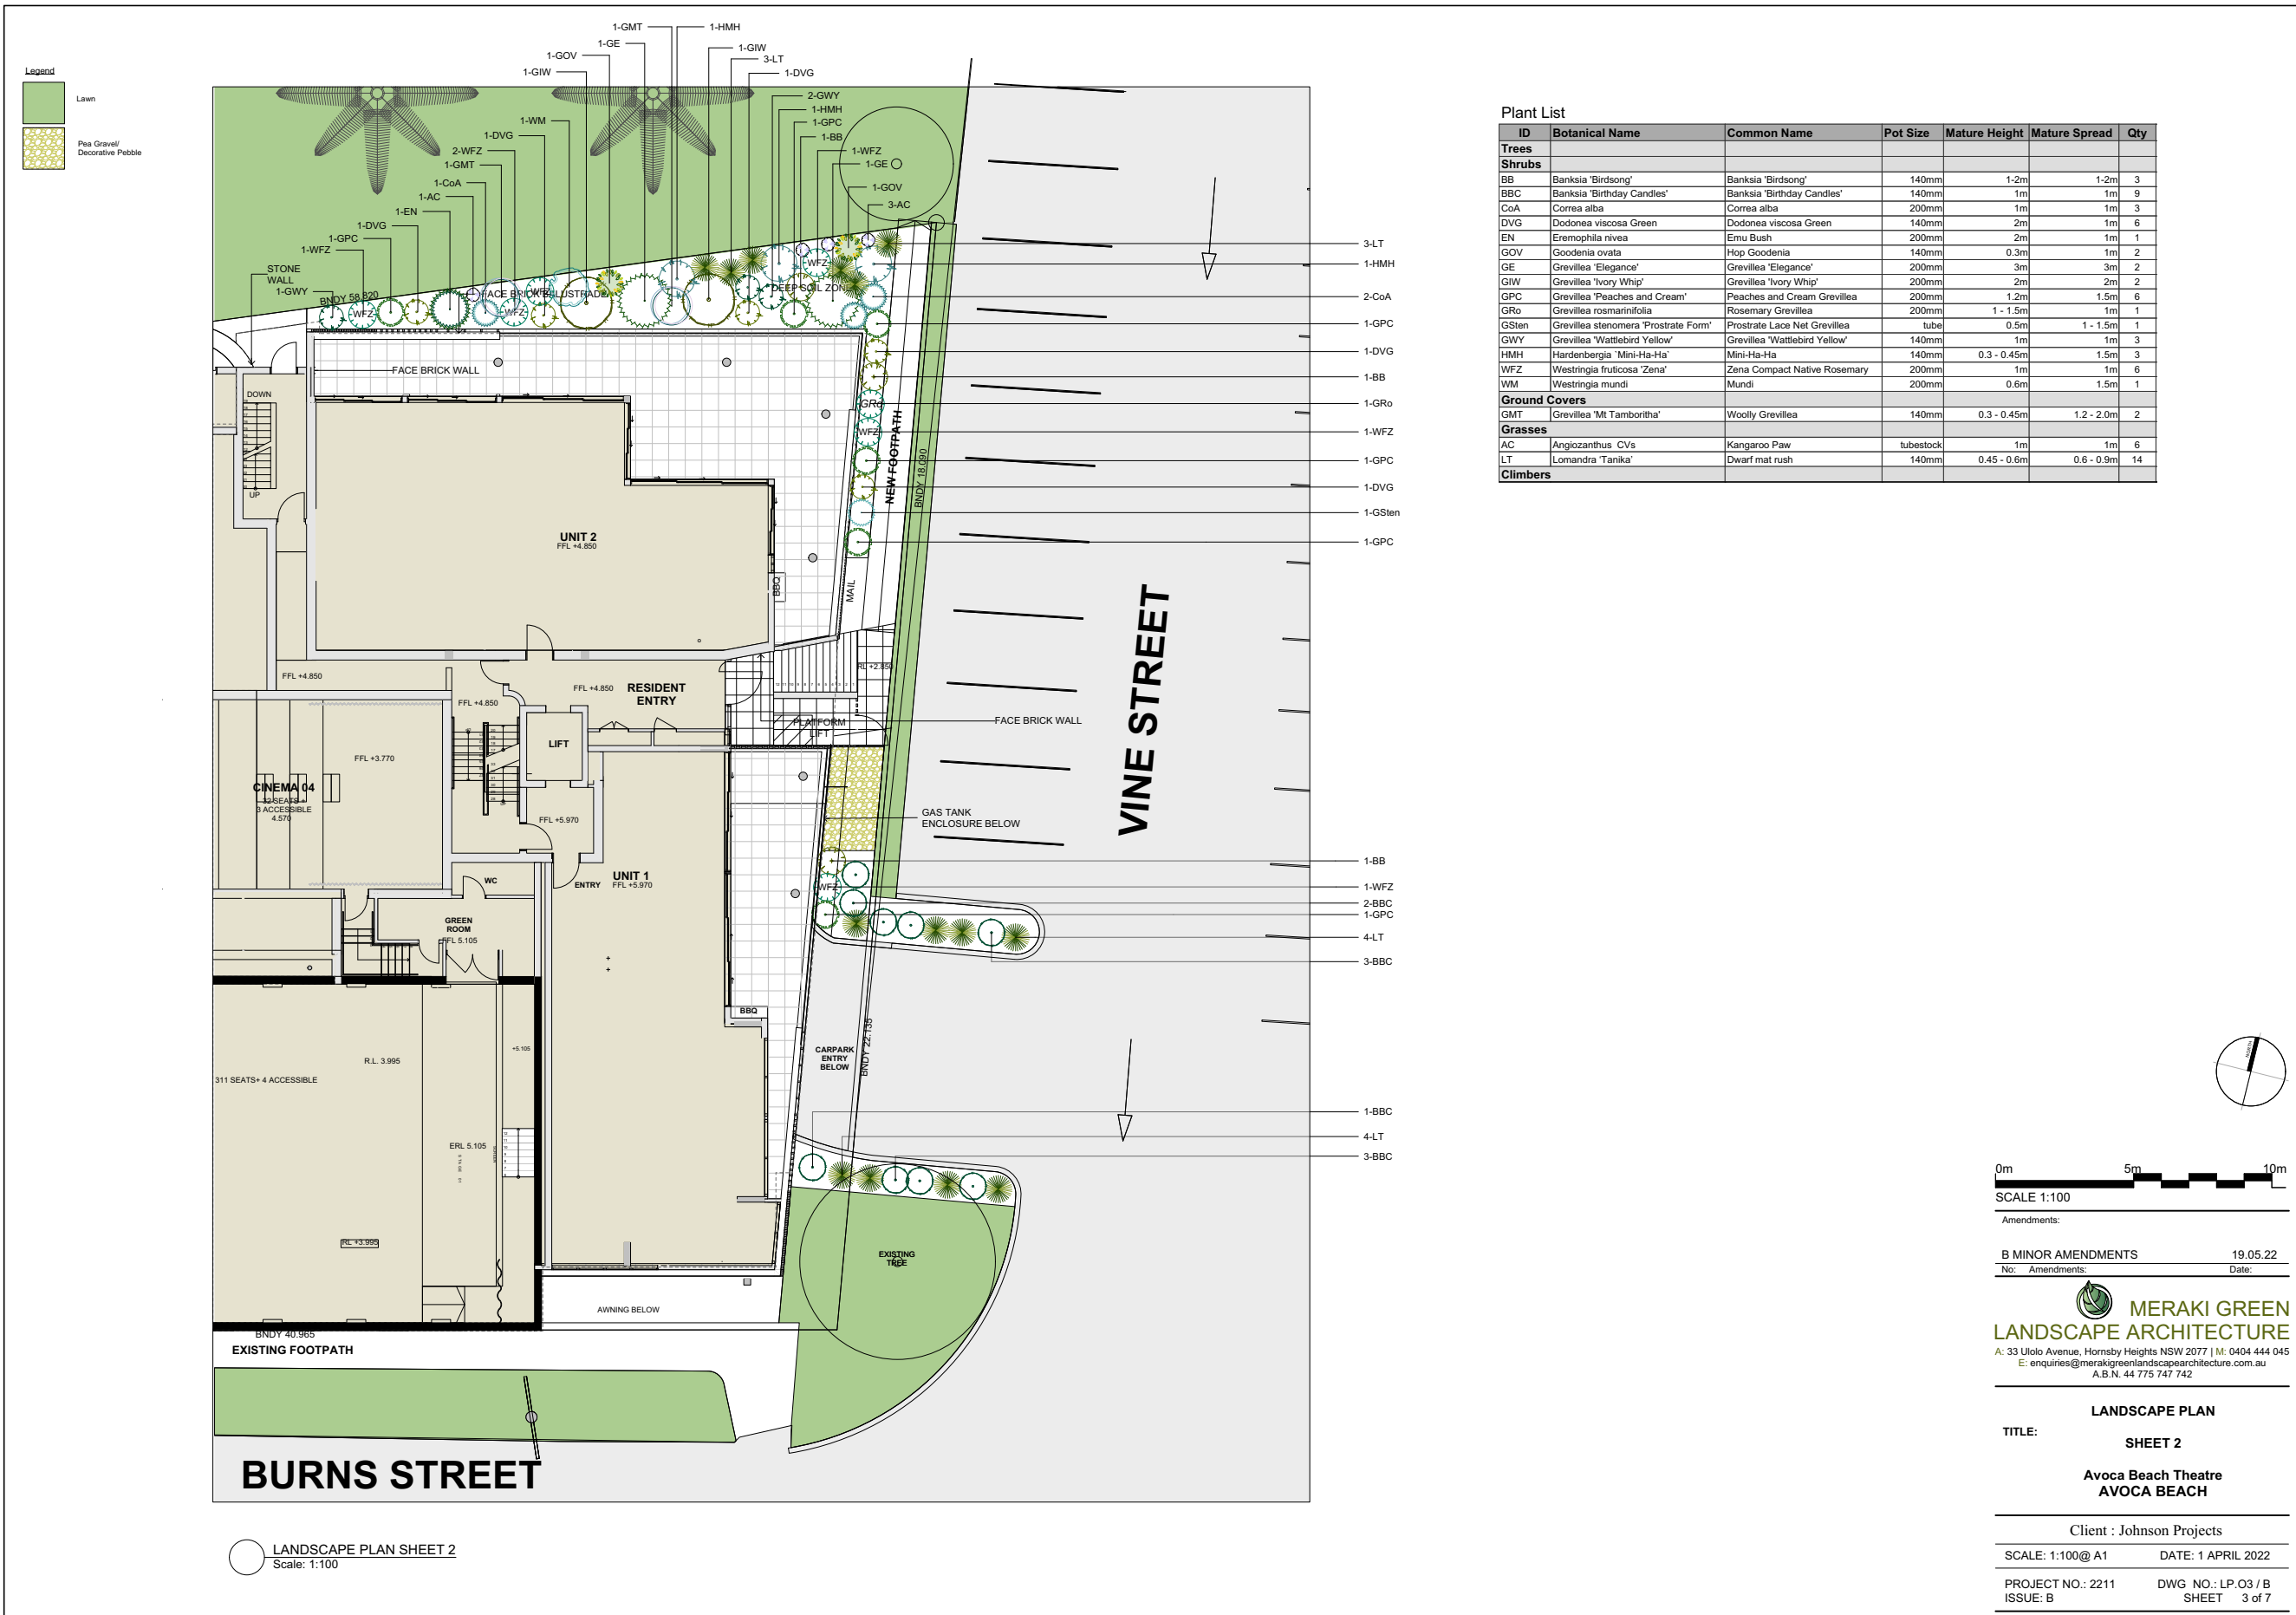 Legend
Lawn
Pea Gravel/
Decorative Pebble
1-GMT
1-HMH
1-GE
1-GIW
1-GOV
3-LT
1-GIW
1-DVG
2-GWY
1-HMH
1-WM
1-GPC
1-DVG
1-BB
2-WFZ
1-WFZ
1-GMT
1-GE
1-CoA
1-GOV
1-AC
3-AC
1-EN
1-DVG
1-GPC
1-WFZ
STONE
WALL
1-GWY
BNDY 58.820
FACE BRICK BALUSTRADE
DEEP SOIL ZONE
WFZ
WFZ
WFZ
WFZ
3-LT
1-HMH
2-CoA
1-GPC
1-DVG
1-BB
1-GRo
1-WFZ
1-GPC
1-DVG
1-GSten
1-GPC
GRo
WFZ
FACE BRICK WALL
DOWN
UP
NEW FOOTPATH
BNDY 18.090
UNIT 2
FFL +4.850
BBQ
MAIL
RL +2.850
FFL +4.850
FFL +4.850
FFL +4.850
RESIDENT
ENTRY
PLATFORM
LIFT
FACE BRICK WALL
LIFT
VINE STREET
FFL +3.770
CINEMA 04
32 SEATS +
3 ACCESSIBLE
4.570
FFL +5.970
GAS TANK
ENCLOSURE BELOW
WC
ENTRY
UNIT 1
FFL +5.970
GREEN
ROOM
FFL 5.105
WFZ
1-BB
1-WFZ
2-BBC
1-GPC
4-LT
3-BBC
BBQ
CARPARK
ENTRY
BELOW
BNDY 22.135
R.L. 3.995
+5.105
311 SEATS+ 4 ACCESSIBLE
1-BBC
4-LT
3-BBC
ERL 5.105
RL +3.995
EXISTING
TREE
AWNING BELOW
BNDY 40.965
EXISTING FOOTPATH
BURNS STREET
LANDSCAPE PLAN SHEET 2
Scale: 1:100
Plant List
ID Botanical Name Common Name Pot Size Mature Height Mature Spread Qty
Trees
Shrubs
BB Banksia 'Birdsong' Banksia 'Birdsong' 140mm 1-2m 1-2m 3
BBC Banksia 'Birthday Candles' Banksia 'Birthday Candles' 140mm 1m 1m 9
CoA Correa alba Correa alba 200mm 1m 1m 3
DVG Dodonea viscosa Green Dodonea viscosa Green 140mm 2m 1m 6
EN Eremophila nivea Emu Bush 200mm 2m 1m 1
GOV Goodenia ovata Hop Goodenia 140mm 0.3m 1m 2
GE Grevillea 'Elegance' Grevillea 'Elegance' 200mm 3m 3m 2
GIW Grevillea 'Ivory Whip' Grevillea 'Ivory Whip' 200mm 2m 2m 2
GPC Grevillea 'Peaches and Cream' Peaches and Cream Grevillea 200mm 1.2m 1.5m 6
GRo Grevillea rosmarinifolia Rosemary Grevillea 200mm 1 - 1.5m 1m 1
GSten Grevillea stenomera 'Prostrate Form' Prostrate Lace Net Grevillea tube 0.5m 1 - 1.5m 1
GWY Grevillea 'Wattlebird Yellow' Grevillea 'Wattlebird Yellow' 140mm 1m 1m 3
HMH Hardenbergia `Mini-Ha-Ha` Mini-Ha-Ha 140mm 0.3 - 0.45m 1.5m 3
WFZ Westringia fruticosa 'Zena' Zena Compact Native Rosemary 200mm 1m 1m 6
WM Westringia mundi Mundi 200mm 0.6m 1.5m 1
Ground Covers
GMT Grevillea 'Mt Tamboritha' Woolly Grevillea 140mm 0.3 - 0.45m 1.2 - 2.0m 2
Grasses
AC Angiozanthus CVs Kangaroo Paw tubestock 1m 1m 6
LT Lomandra 'Tanika' Dwarf mat rush 140mm 0.45 - 0.6m 0.6 - 0.9m 14
Climbers
NORTH
0m 5m 10m
SCALE 1:100
Amendments:
B MINOR AMENDMENTS 19.05.22
No: Amendments: Date:
MERAKI GREEN
LANDSCAPE ARCHITECTURE
A: 33 Ulolo Avenue, Hornsby Heights NSW 2077 | M: 0404 444 045
E: enquiries@merakigreenlandscapearchitecture.com.au
A.B.N. 44 775 747 742
TITLE:
LANDSCAPE PLAN
SHEET 2
Avoca Beach Theatre
AVOCA BEACH
Client : Johnson Projects
SCALE: 1:100@ A1 DATE: 1 APRIL 2022
PROJECT NO.: 2211 DWG NO.: LP.O3 / B
ISSUE: B SHEET 3 of 7